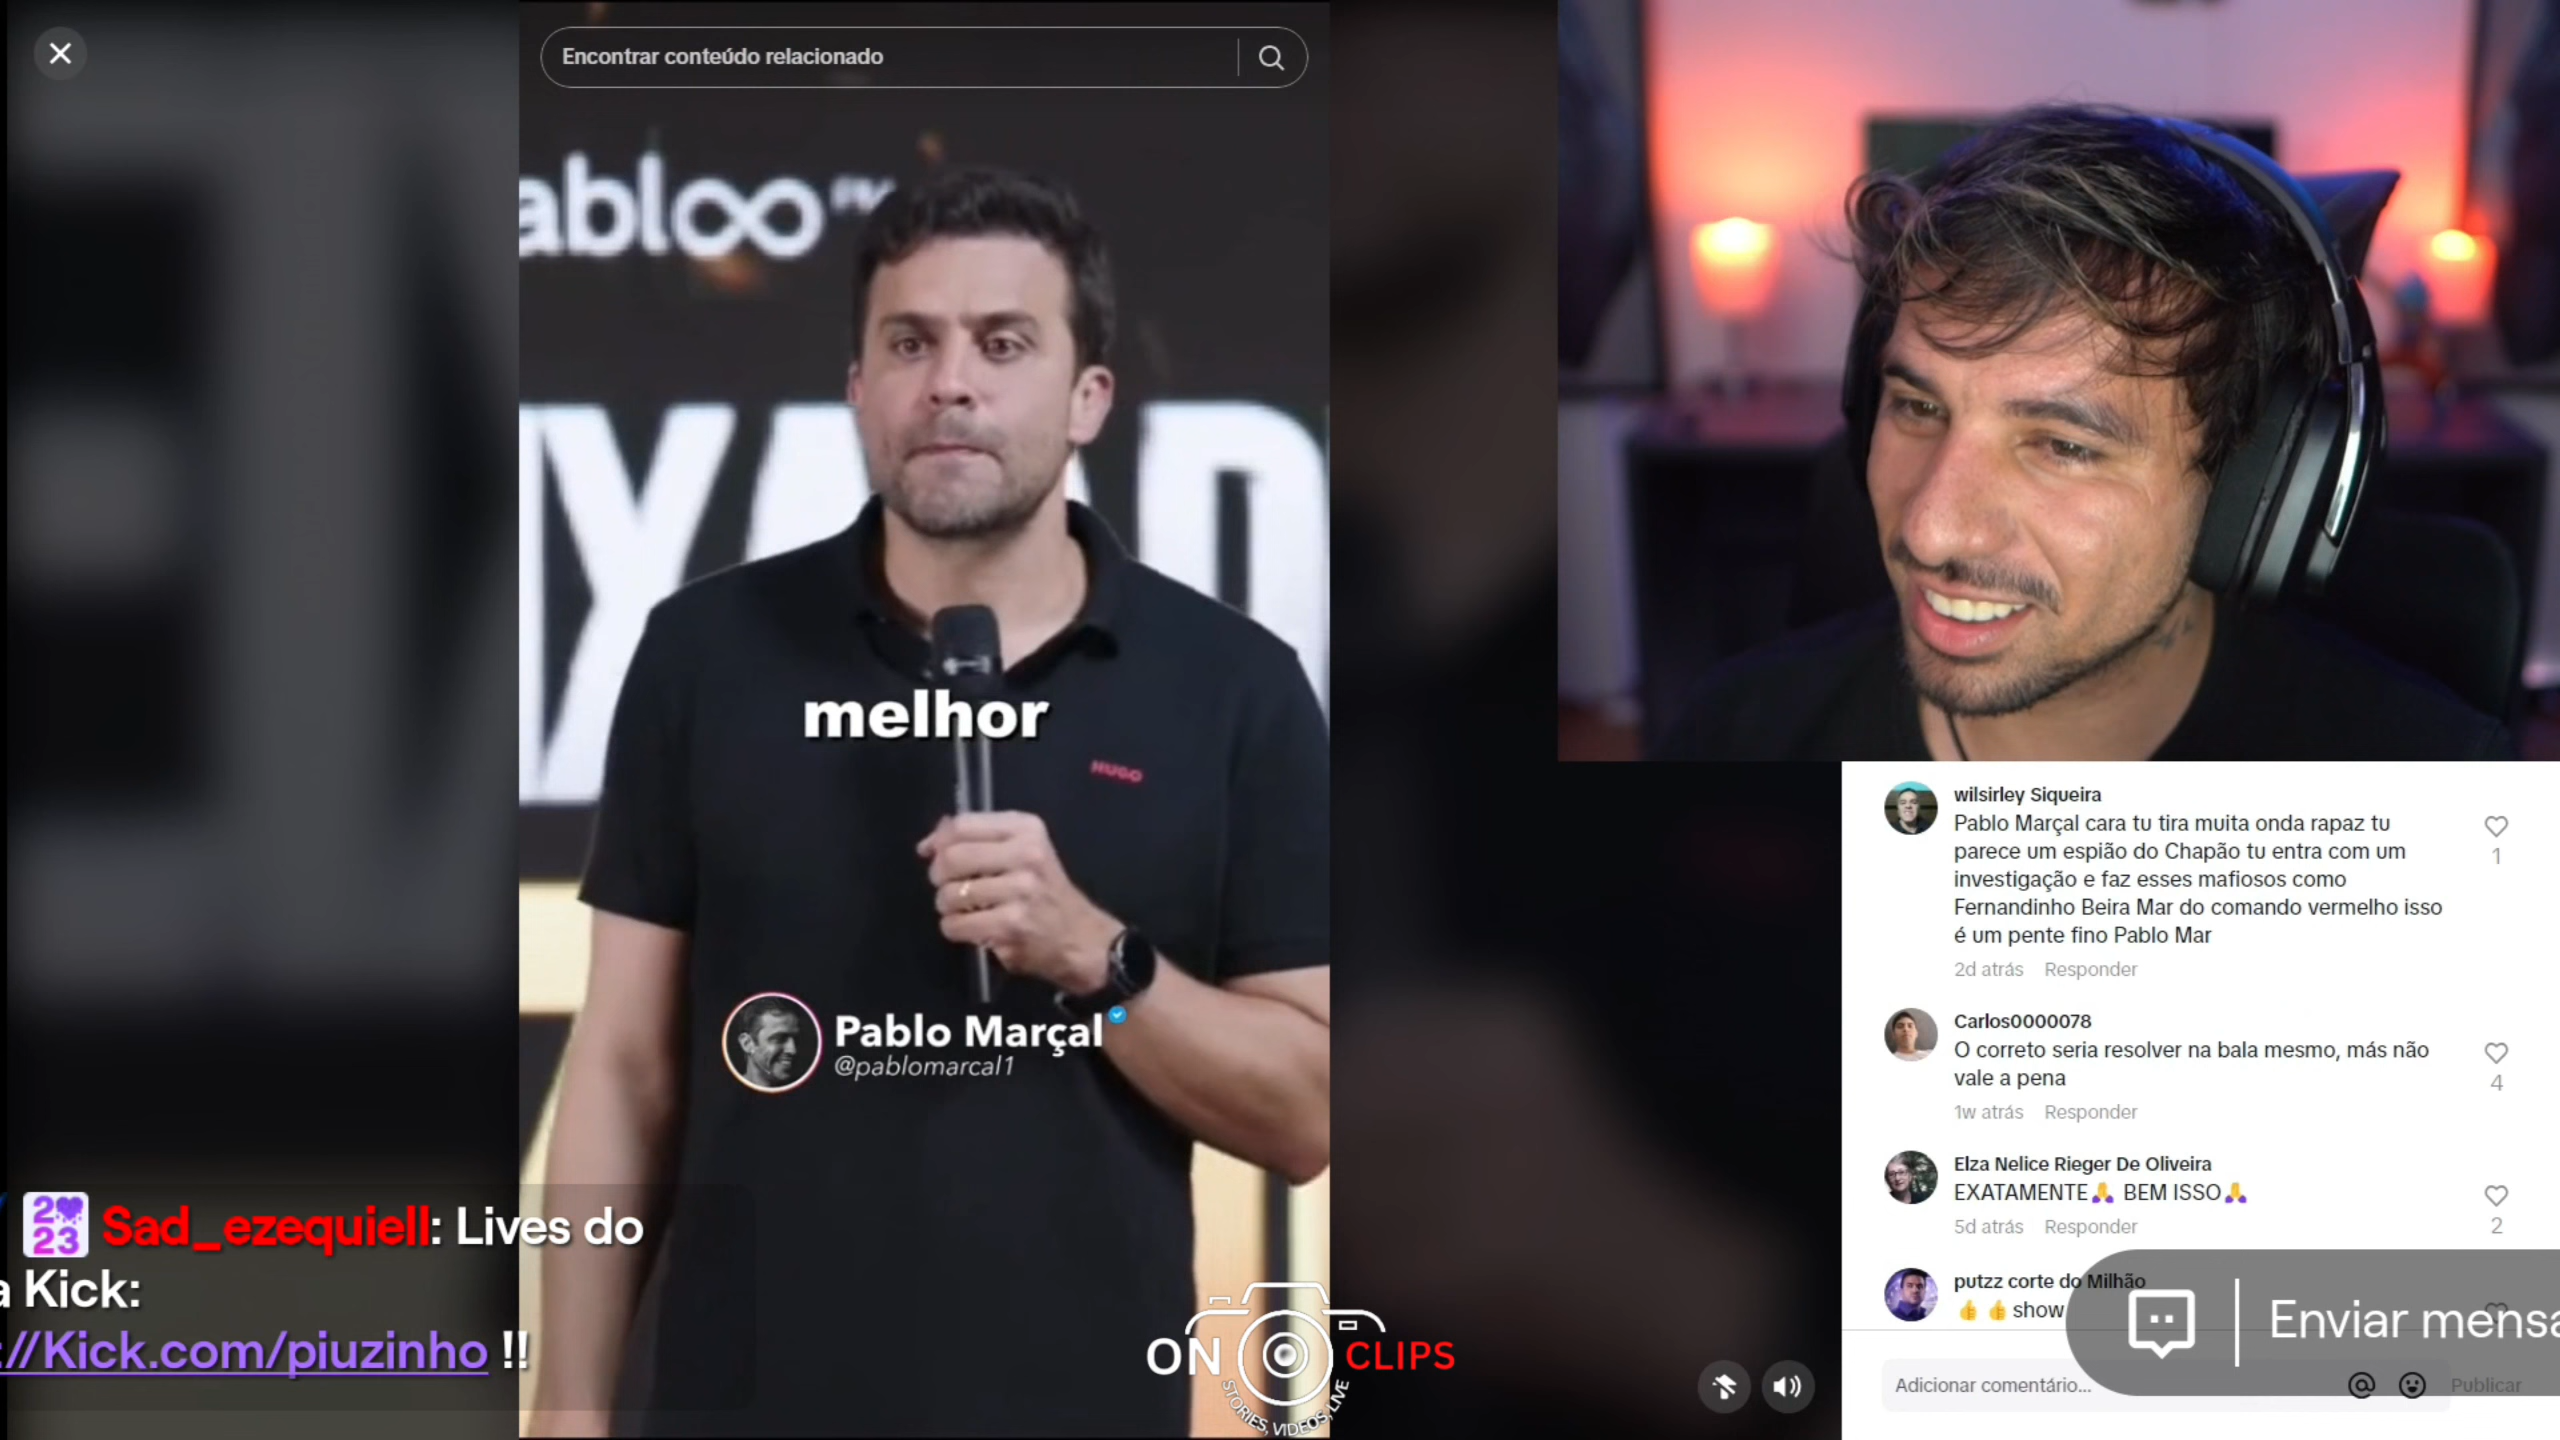 Encontrar conteúdo relacionado
abloo
melhor
HUGO
Pablo Marçal
@pablomarcal1
23 Sad_ezequiell: Lives do
a Kick:
://Kick.com/piuzinho !!
ON CLIPS
STORIES, VIDEOS, LIVE
wilsirley Siqueira
Pablo Marçal cara tu tira muita onda rapaz tu
parece um espião do Chapão tu entra com um
investigação e faz esses mafiosos como
Fernandinho Beira Mar do comando vermelho isso
é um pente fino Pablo Mar
2d atrás Responder
1
Carlos0000078
O correto seria resolver na bala mesmo, más não
vale a pena
1w atrás Responder
4
Elza Nelice Rieger De Oliveira
EXATAMENTE🙏 BEM ISSO🙏
5d atrás Responder
2
putzz corte do Milhão
👍 👍 show
Enviar mensa
Adicionar comentário...
Publicar